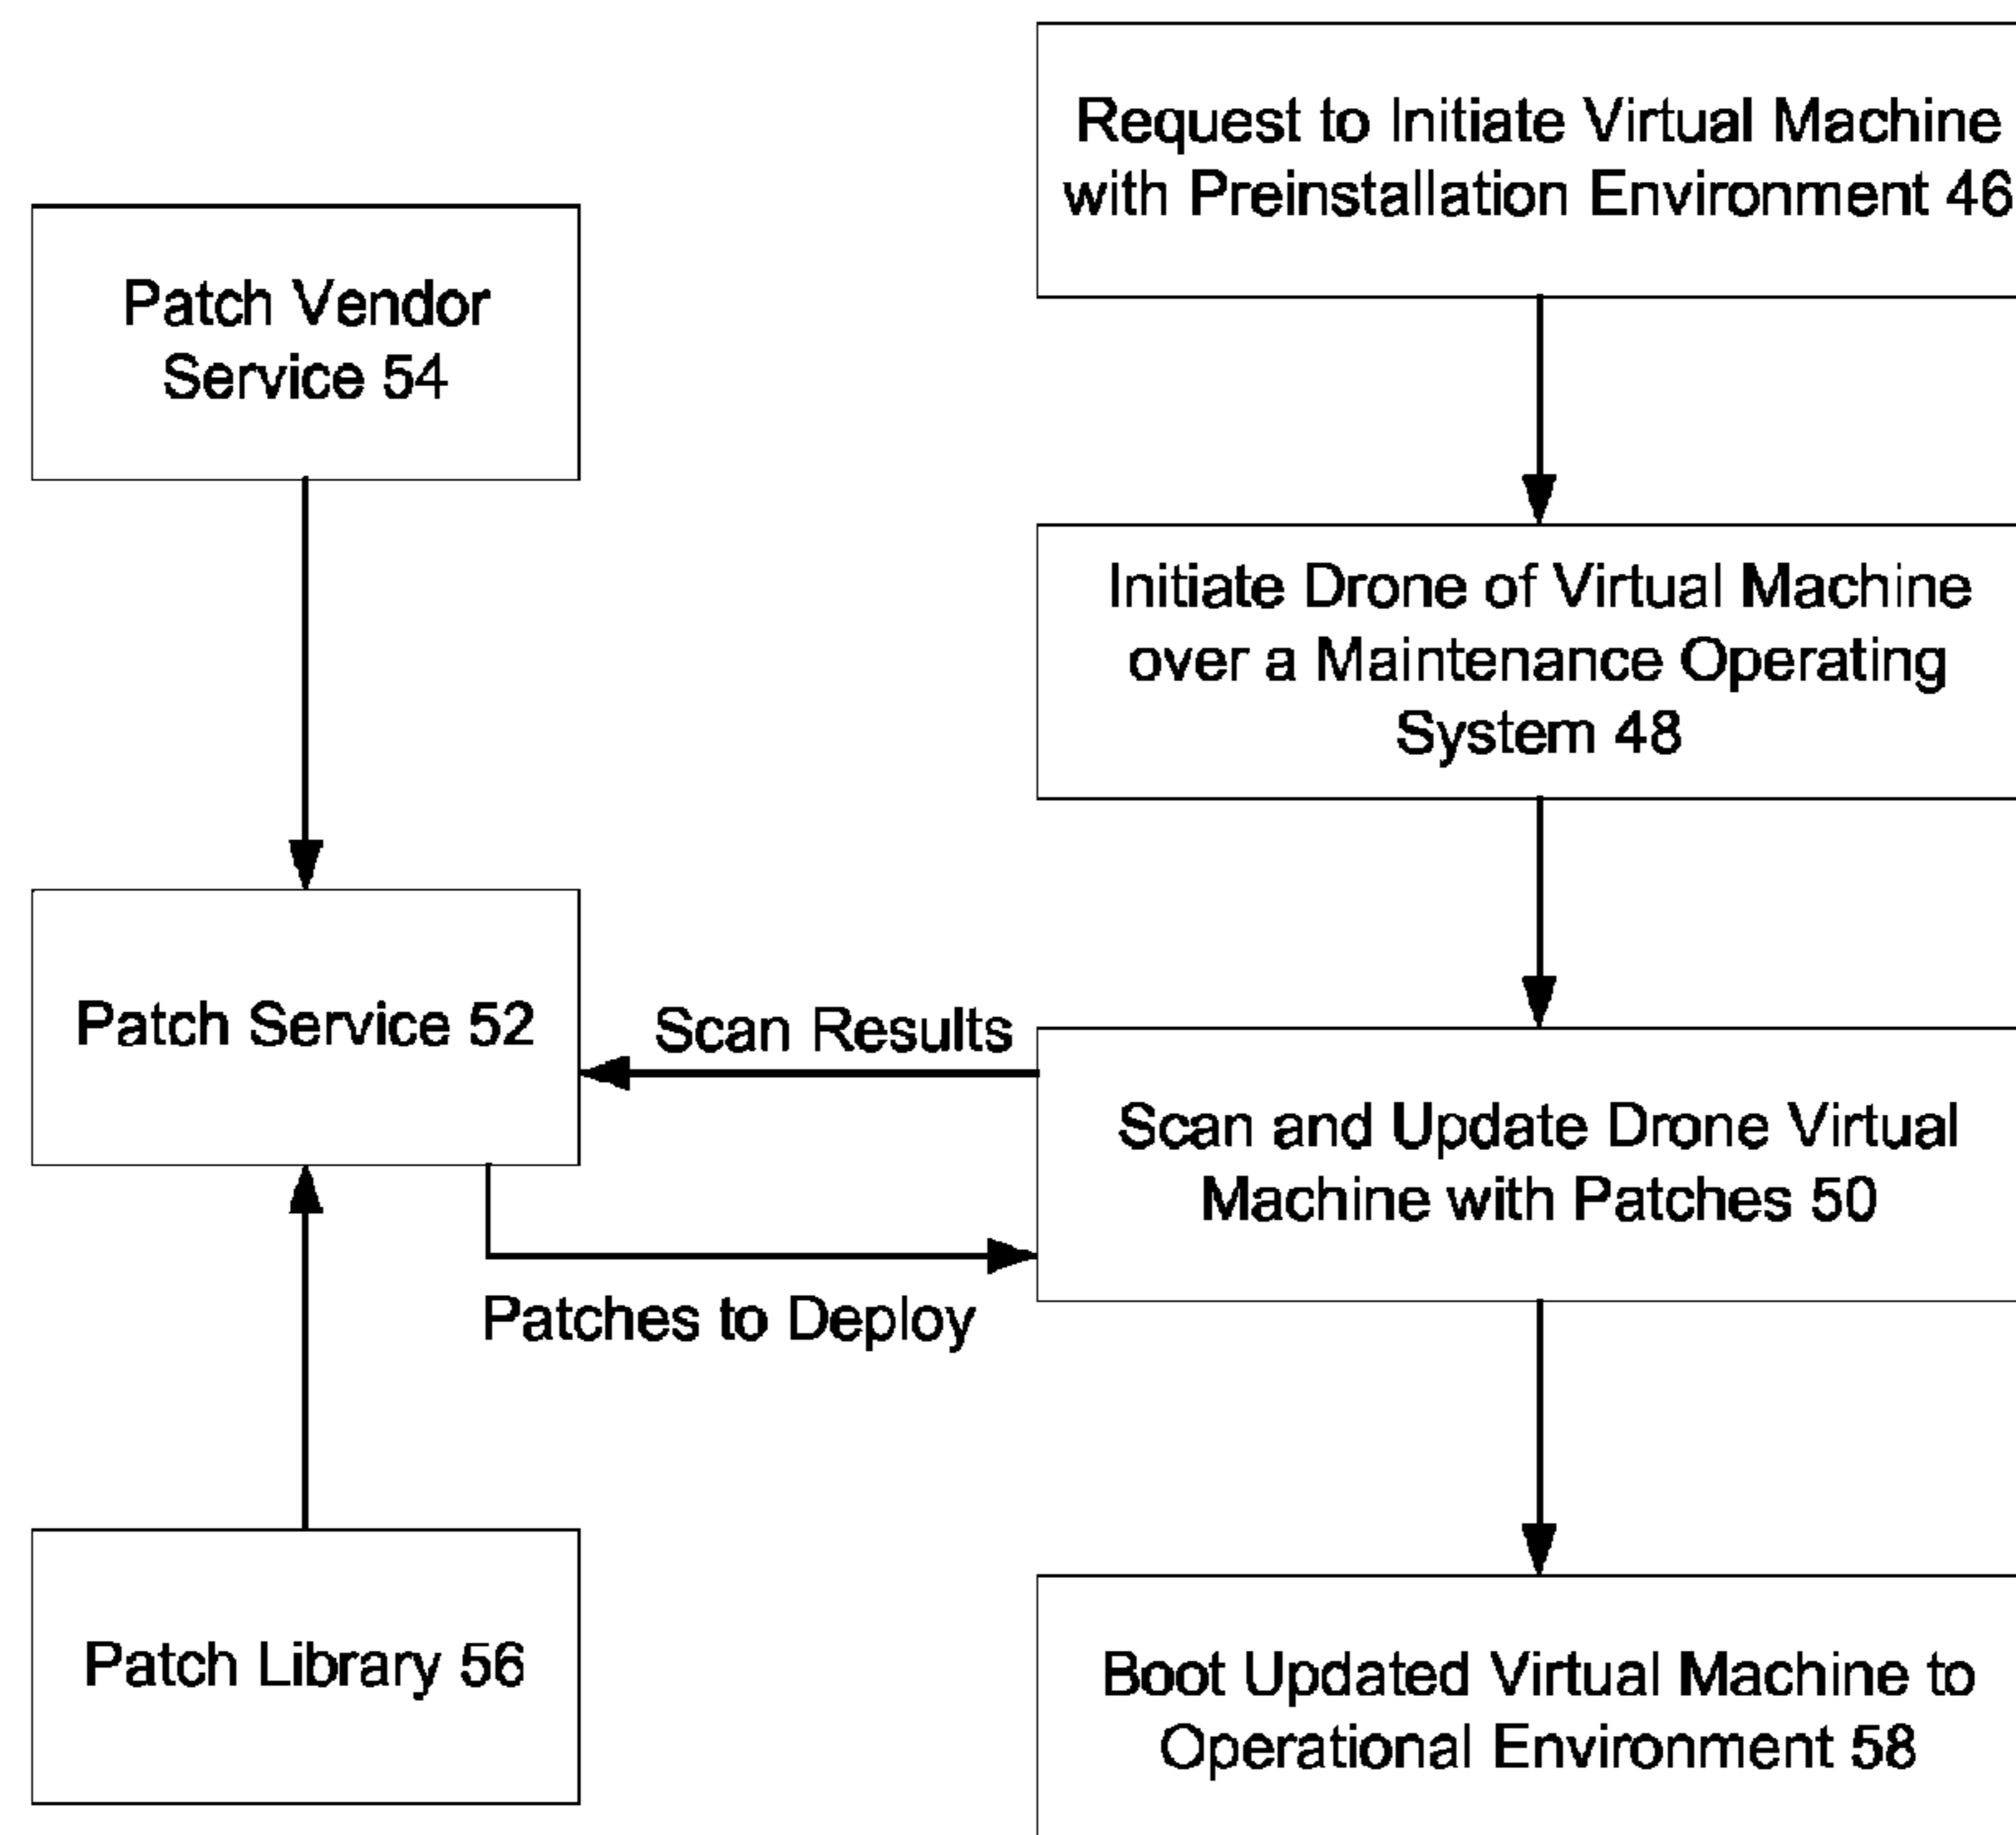 Request to Initiate Virtual Machine
with Preinstallation Environment 46
Patch Vendor
Service 54
Initiate Drone of Virtual Machine
over a Maintenance Operating
System 48
Patch Service 52
Scan Results
Scan and Update Drone Virtual
Machine with Patches 50
Patches to Deploy
Patch Library 56
Boot Updated Virtual Machine to
Operational Environment 58